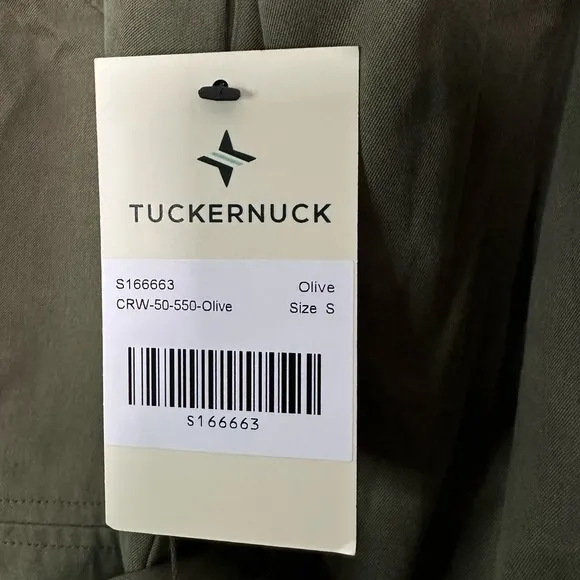 TUCKERNUCK
S166663 Olive
CRW-50-550-Olive Size S
S166663